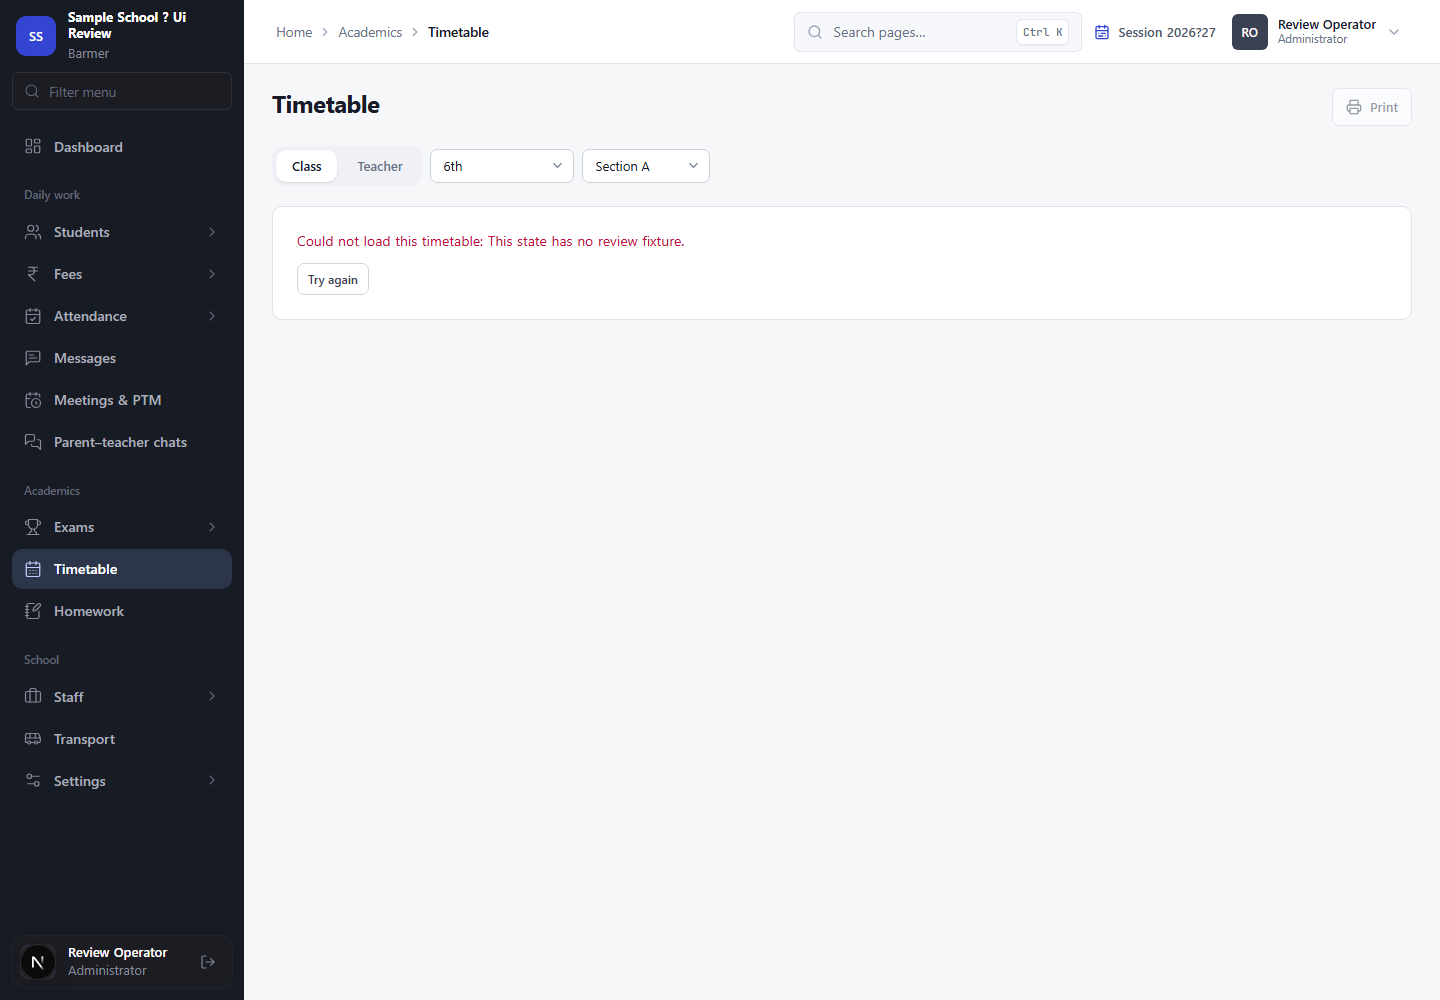 SS
Sample School ? Ui
Review
Barmer
Filter menu
Dashboard
Daily work
Students
Fees
Attendance
Messages
Meetings & PTM
Parent–teacher chats
Academics
Exams
Timetable
Homework
School
Staff
Transport
Settings
N
Review Operator
Administrator
Home > Academics > Timetable
Search pages... Ctrl K
Session 2026?27
RO
Review Operator
Administrator
Timetable
Print
Class Teacher 6th Section A
Could not load this timetable: This state has no review fixture.
Try again